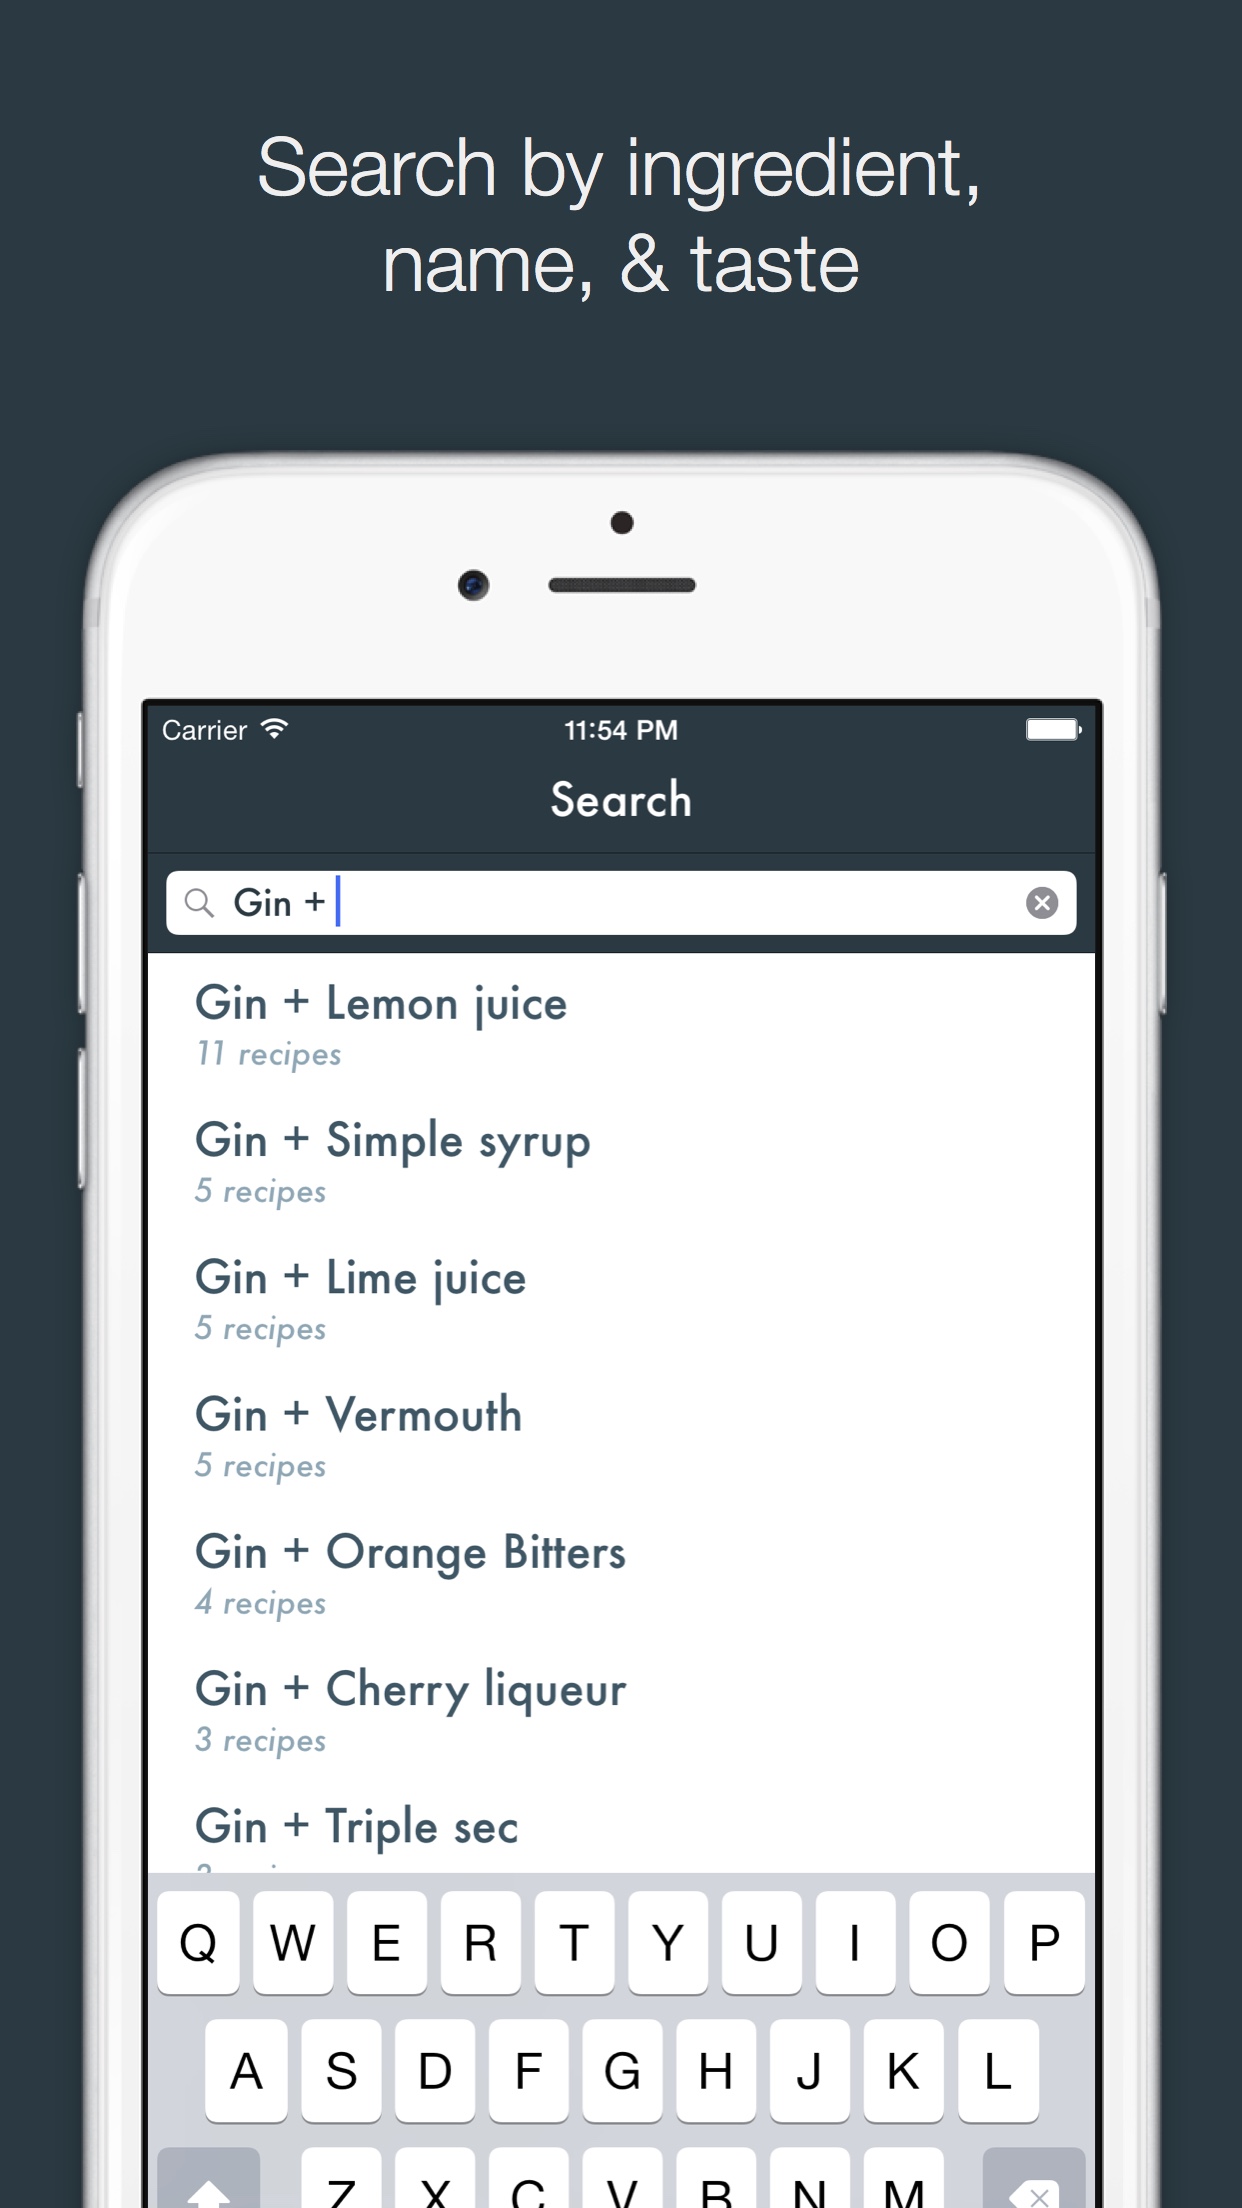 Search by ingredient,
name, & taste
Carrier
11:54 PM
Search
Gin +
Gin + Lemon juice
11 recipes
Gin + Simple syrup
5 recipes
Gin + Lime juice
5 recipes
Gin + Vermouth
5 recipes
Gin + Orange Bitters
4 recipes
Gin + Cherry liqueur
3 recipes
Gin + Triple sec
Q W E R T Y U I O P
A S D F G H J K L
Z X C V B N M